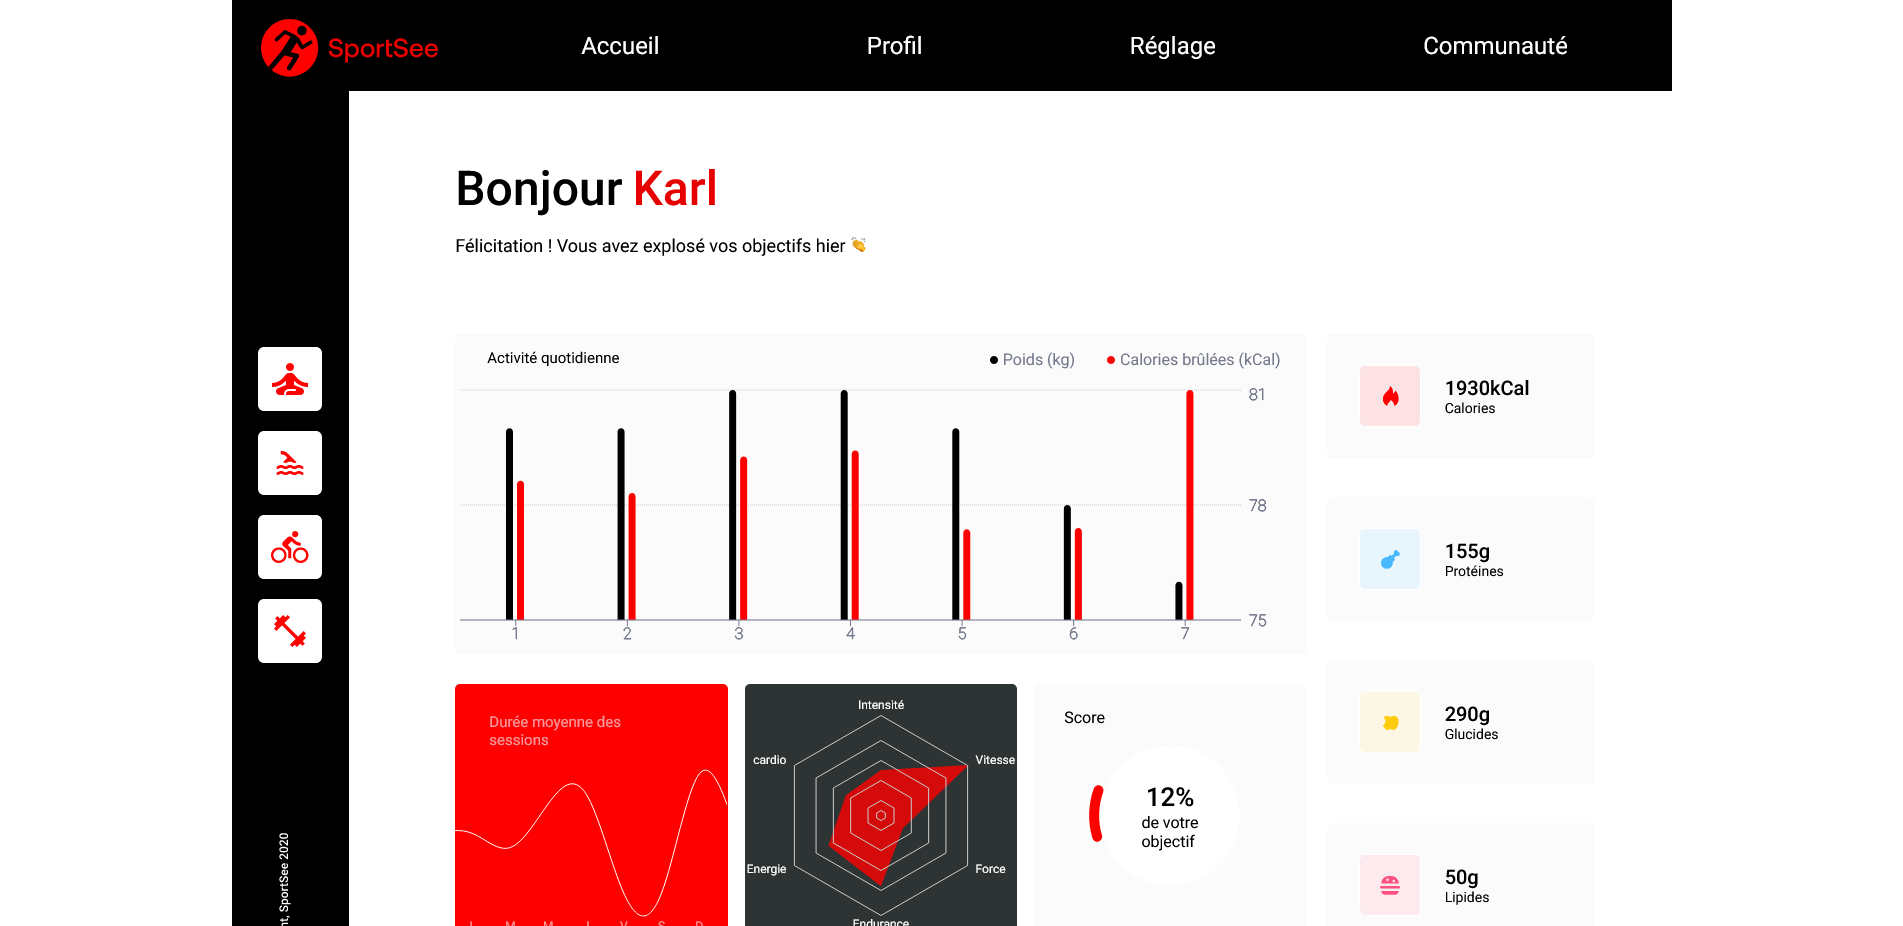 SportSee
Accueil
Profil
Réglage
Communauté
Bonjour Karl
Félicitation ! Vous avez explosé vos objectifs hier
Activité quotidienne
Poids (kg)
Calories brûlées (kCal)
81
78
75
1
2
3
4
5
6
7
1930kCal
Calories
155g
Protéines
290g
Glucides
50g
Lipides
Durée moyenne des
sessions
L M M J V S D
Intensité
Vitesse
Force
Endurance
Energie
cardio
Score
12%
de votre
objectif
SportSee 2020